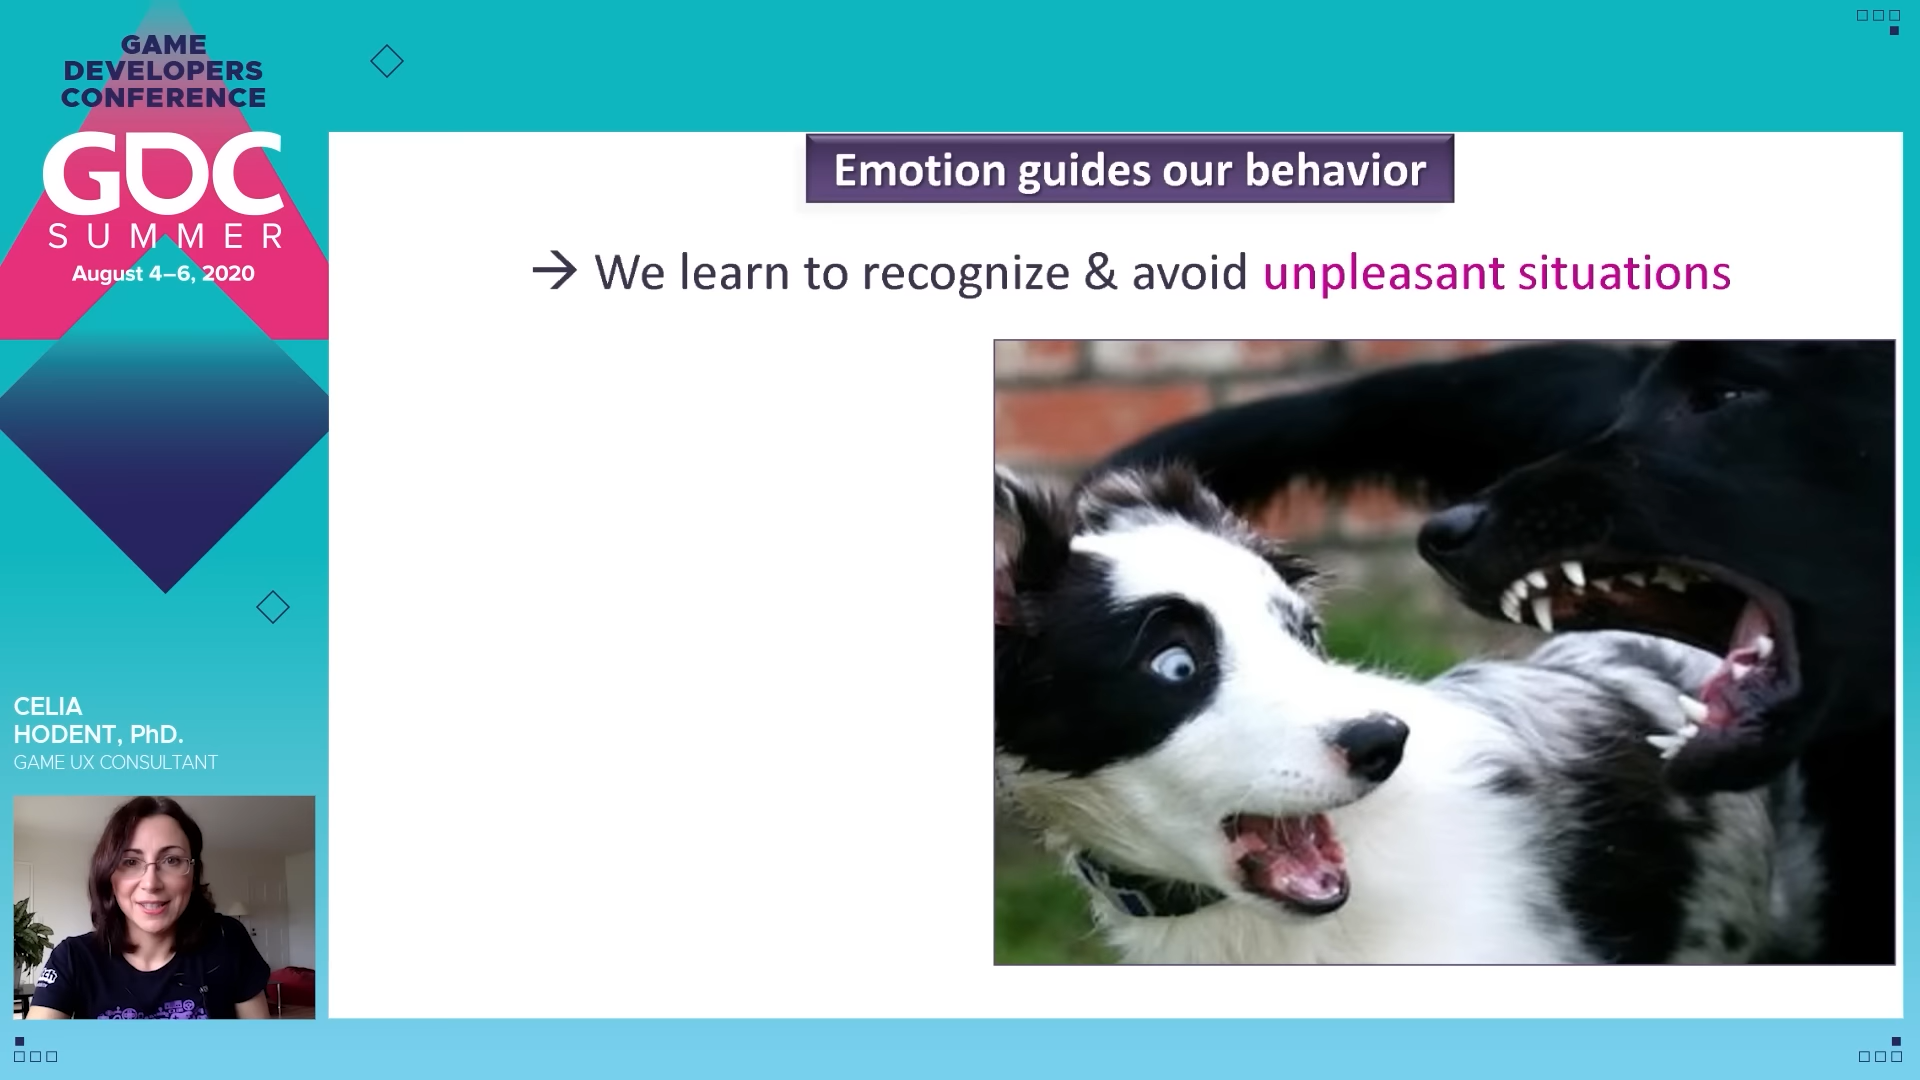 GAME
DEVELOPERS
CONFERENCE
GDC
SUMMER
August 4–6, 2020
Emotion guides our behavior
→ We learn to recognize & avoid unpleasant situations
CELIA
HODENT, PhD.
GAME UX CONSULTANT